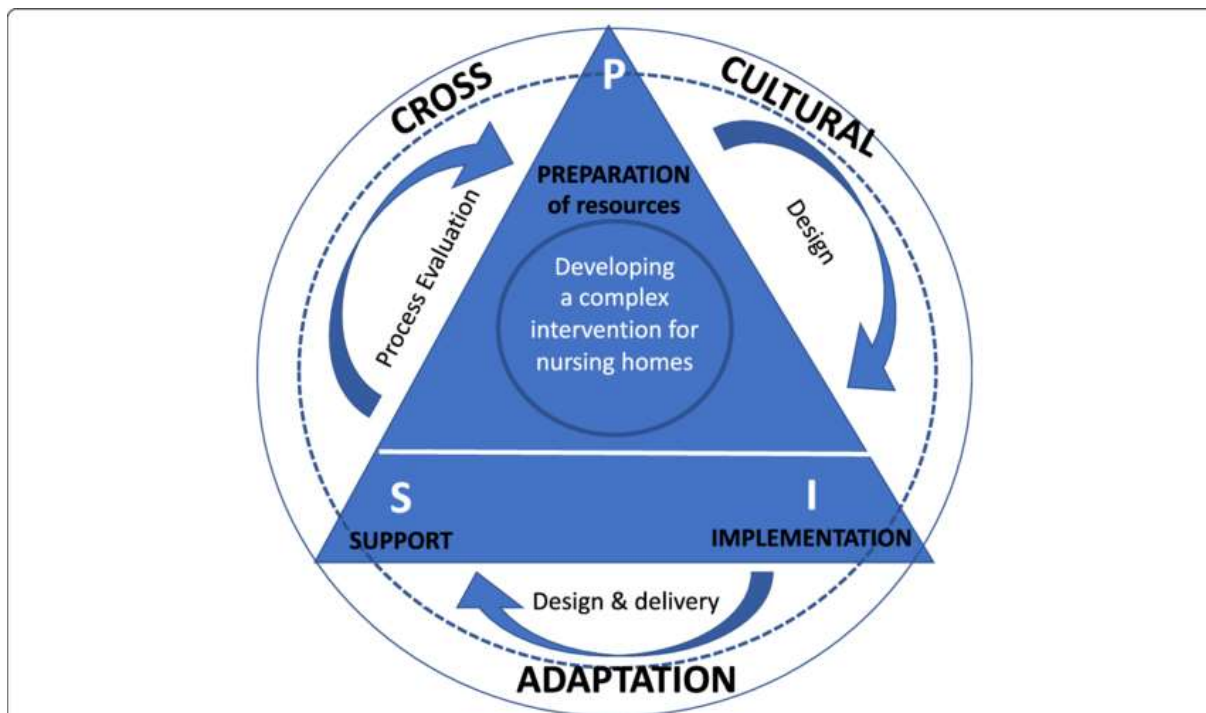 CROSS
CULTURAL
P
PREPARATION
of resources
Process Evaluation
Design
Developing
a complex
intervention for
nursing homes
S
I
SUPPORT
IMPLEMENTATION
Design & delivery
ADAPTATION